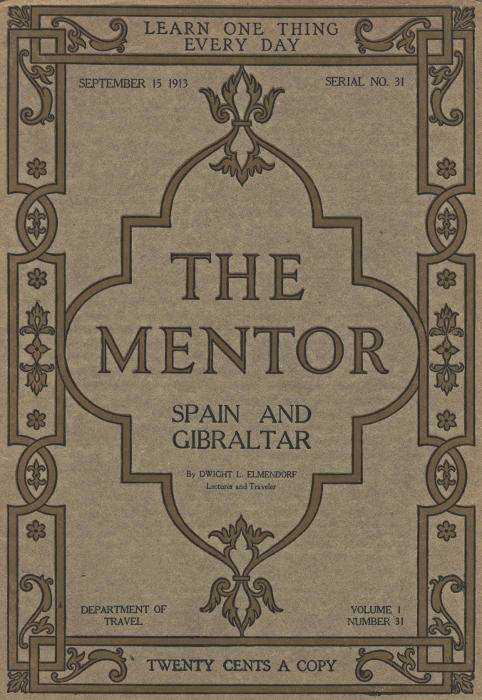 LEARN ONE THING
EVERY DAY
SEPTEMBER 15 1913
SERIAL NO. 31
THE
MENTOR
SPAIN AND
GIBRALTAR
By DWIGHT L. ELMENDORF
Lecturer and Traveler
DEPARTMENT OF
TRAVEL
VOLUME 1
NUMBER 31
TWENTY CENTS A COPY